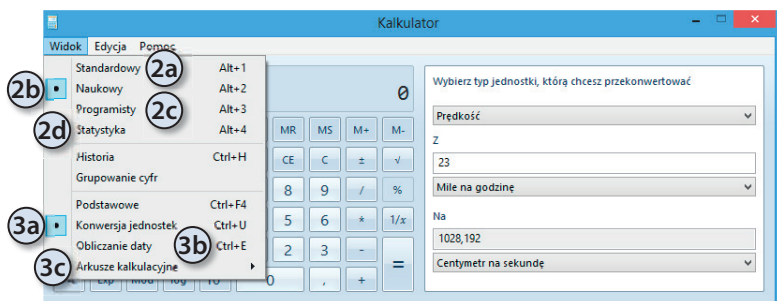 Kalkulator
Widok Edycja Pomoc
Standardowy 2a Alt+1
2b Naukowy Alt+2
Programisty 2c Alt+3
2d Statystyka Alt+4
Historia Ctrl+H
Grupowanie cyfr
Podstawowe Ctrl+F4
3a Konwersja jednostek Ctrl+U
Obliczanie daty 3b Ctrl+E
3c Arkusze kalkulacyjne
0
MR MS M+ M-
CE C ± √
8 9 / %
5 6 * 1/x
2 3 - =
Exp Mod log 0 , +
Wybierz typ jednostki, którą chcesz przekonwertować
Prędkość
Z
23
Mile na godzinę
Na
1028,192
Centymetr na sekundę